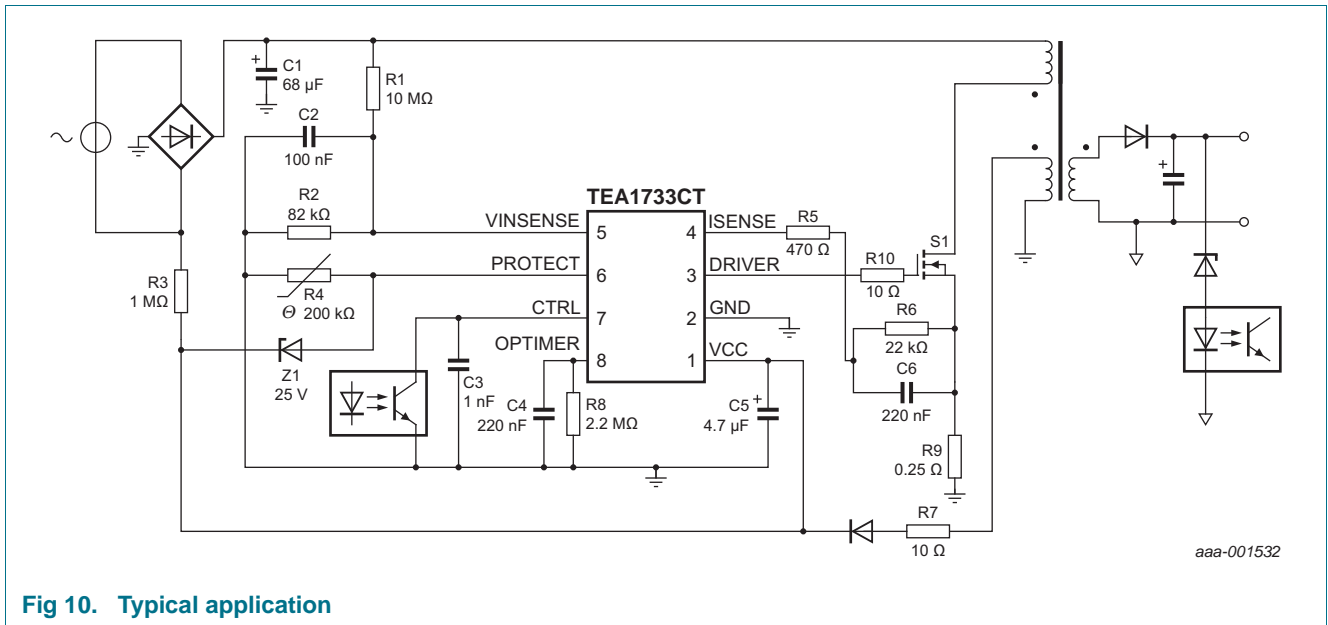 C1
68 µF
R1
10 MΩ
C2
100 nF
R2
82 kΩ
TEA1733CT
VINSENSE
5
4
ISENSE
R5
470 Ω
S1
PROTECT
6
3
DRIVER
R10
10 Ω
R3
1 MΩ
Θ
R4
200 kΩ
CTRL
7
2
GND
R6
22 kΩ
OPTIMER
8
1
VCC
Z1
25 V
C3
1 nF
C4
220 nF
R8
2.2 MΩ
C5
4.7 µF
C6
220 nF
R9
0.25 Ω
R7
10 Ω
aaa-001532
Fig 10. Typical application